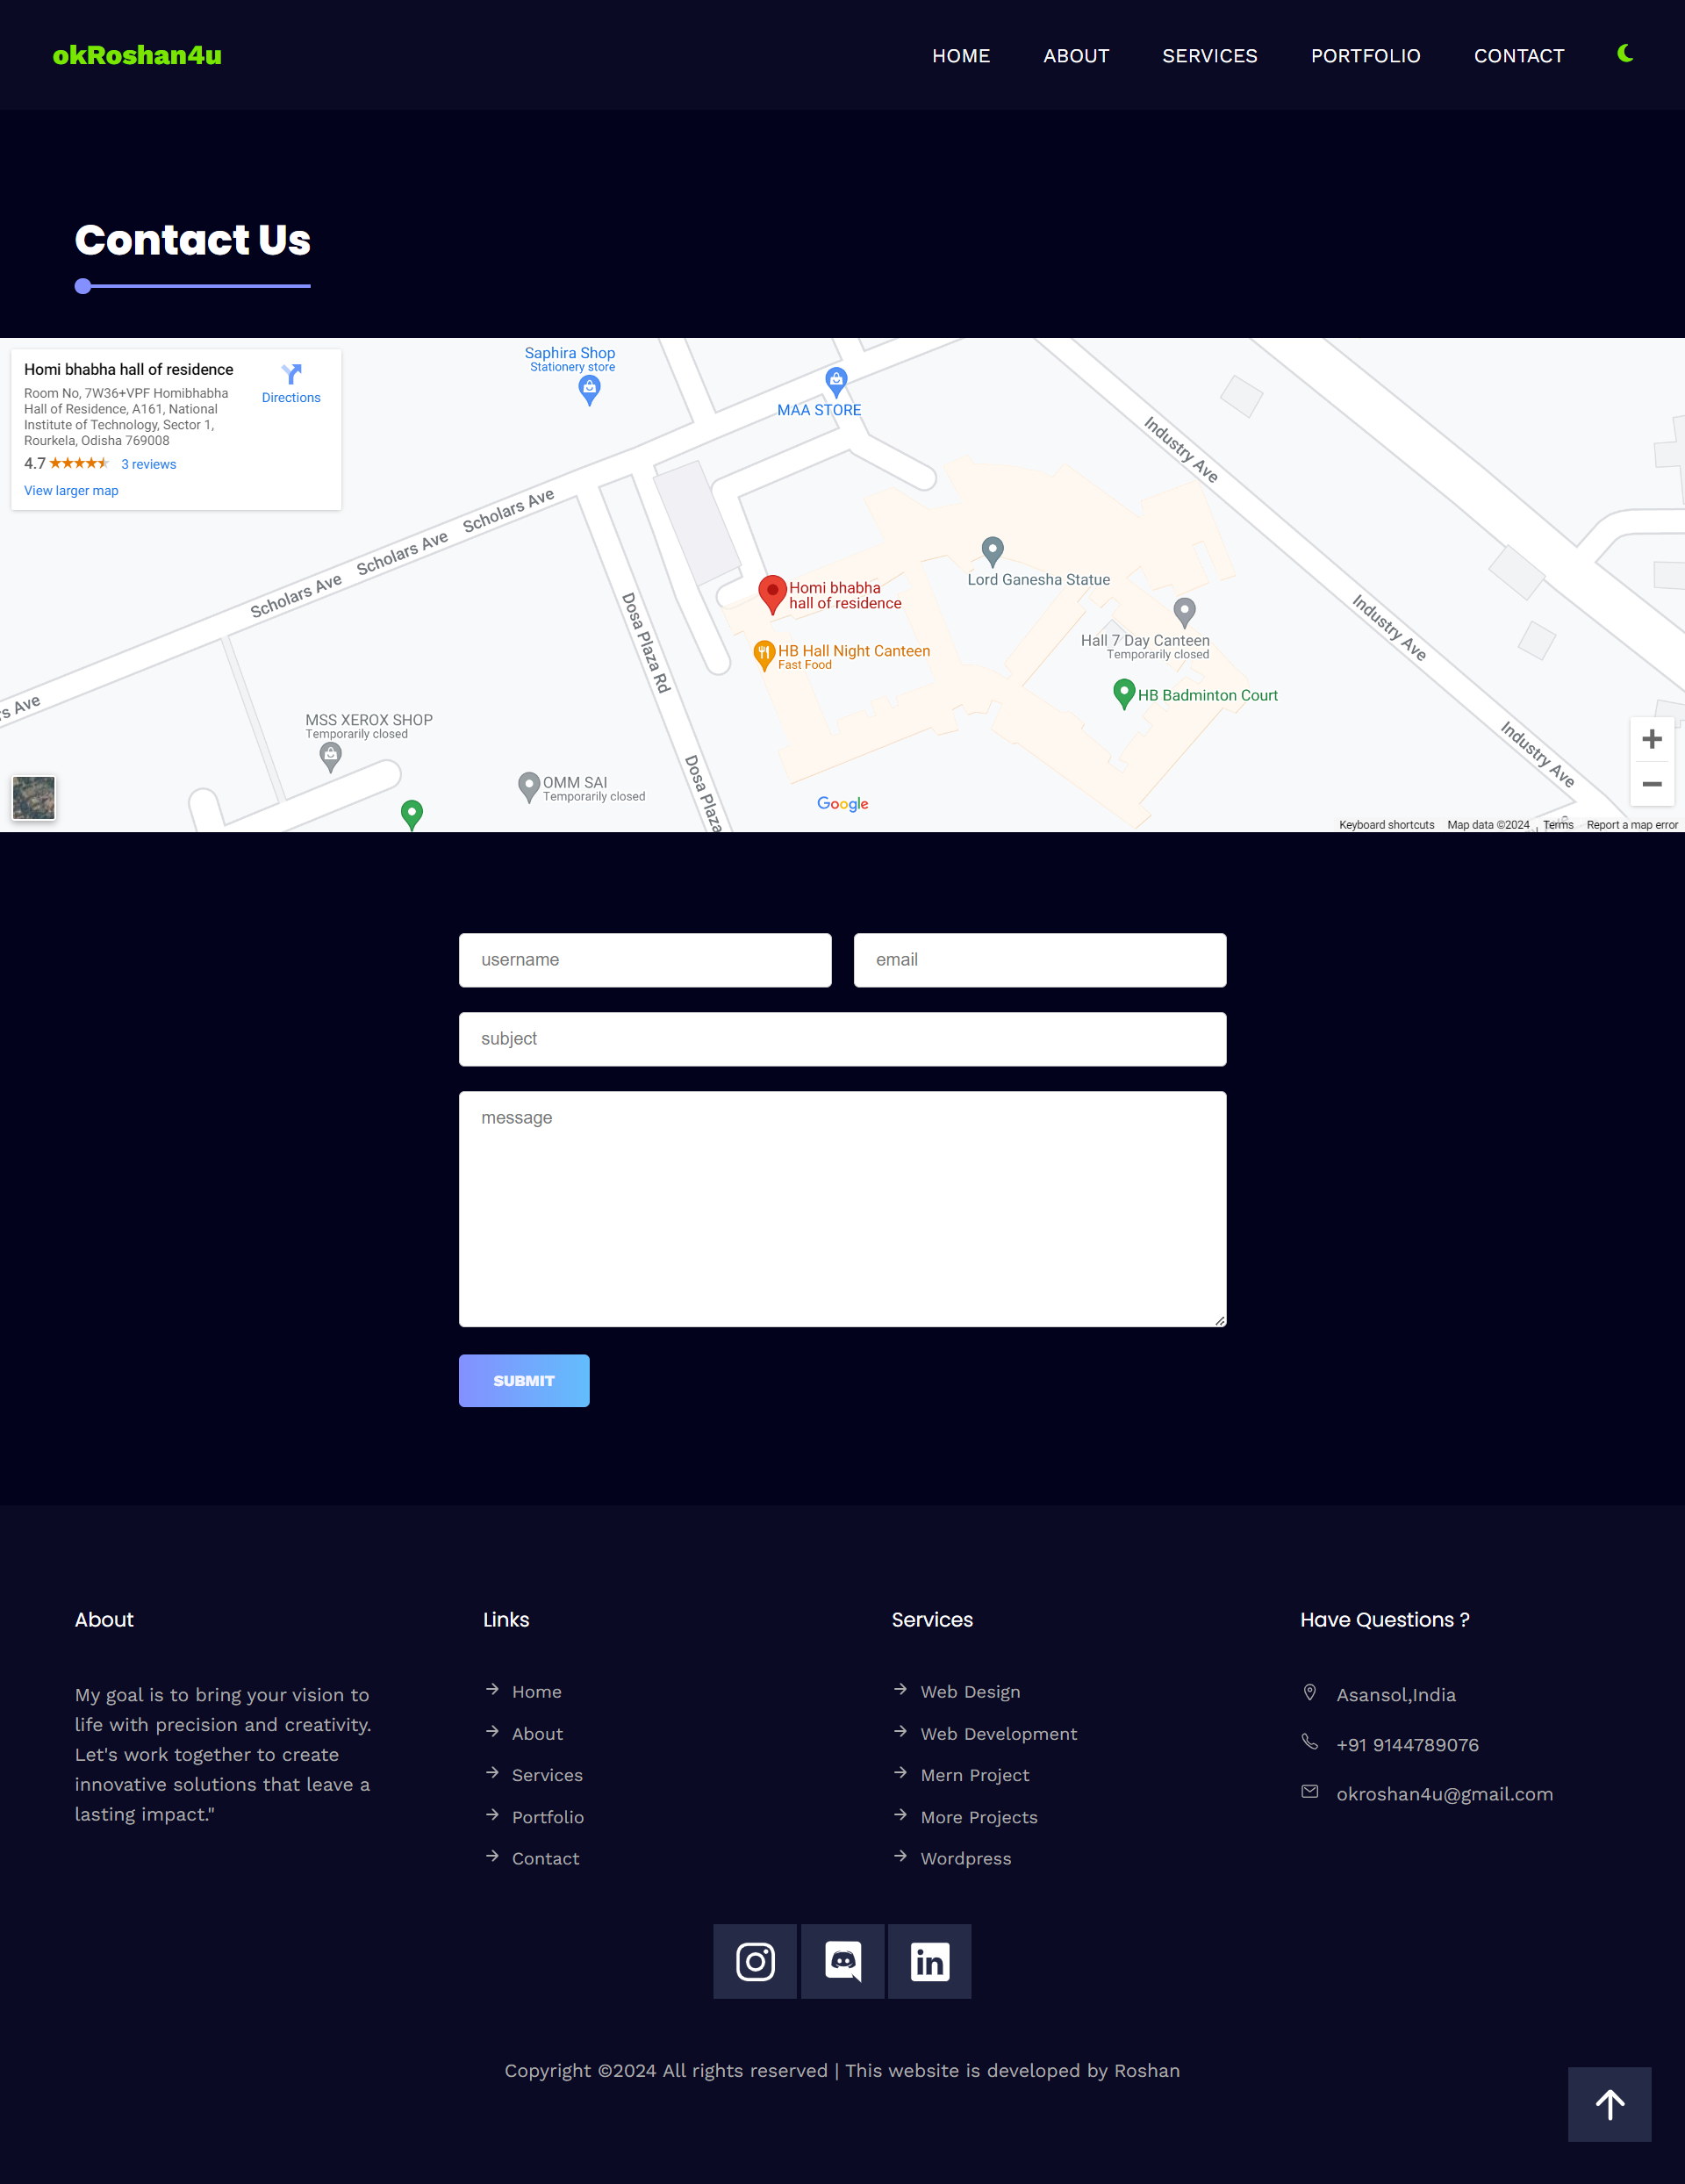 okRoshan4u
HOME ABOUT SERVICES PORTFOLIO CONTACT
Contact Us
Homi bhabha hall of residence
Room No, 7W36+VPF Homibhabha
Hall of Residence, A161, National
Institute of Technology, Sector 1,
Rourkela, Odisha 769008
4.7 3 reviews
View larger map
Directions
Saphira Shop
Stationery store
MAA STORE
Industry Ave
Scholars Ave
Scholars Ave
Scholars Ave
Lord Ganesha Statue
Homi bhabha
hall of residence
Dosa Plaza Rd
Industry Ave
Hall 7 Day Canteen
Temporarily closed
HB Hall Night Canteen
Fast Food
HB Badminton Court
rs Ave
MSS XEROX SHOP
Temporarily closed
Industry Ave
Dosa Plaza
OMM SAI
Temporarily closed
Google
Keyboard shortcuts Map data ©2024 Terms Report a map error
username email
subject
message
SUBMIT
About
My goal is to bring your vision to
life with precision and creativity.
Let's work together to create
innovative solutions that leave a
lasting impact."
Links
Home
About
Services
Portfolio
Contact
Services
Web Design
Web Development
Mern Project
More Projects
Wordpress
Have Questions ?
Asansol,India
+91 9144789076
okroshan4u@gmail.com
in
Copyright ©2024 All rights reserved | This website is developed by Roshan